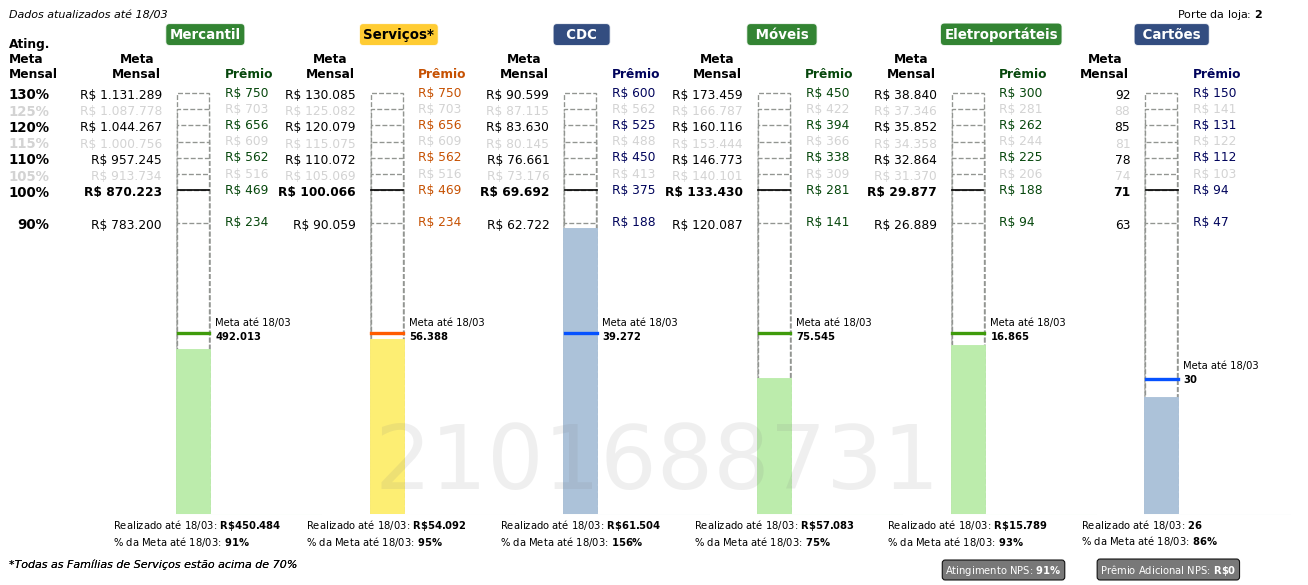 Dados atualizados até 18/03
Porte da loja: 2
Mercantil Serviços* CDC Móveis Eletroportáteis Cartões
Ating. Meta Mensal
Meta Mensal Prêmio Meta Mensal Prêmio Meta Mensal Prêmio Meta Mensal Prêmio Meta Mensal Prêmio Meta Mensal Prêmio
130% R$ 1.131.289 R$ 750 R$ 130.085 R$ 750 R$ 90.599 R$ 600 R$ 173.459 R$ 450 R$ 38.840 R$ 300 92 R$ 150
125% R$ 1.087.778 R$ 703 R$ 125.082 R$ 703 R$ 87.115 R$ 562 R$ 166.787 R$ 422 R$ 37.346 R$ 281 88 R$ 141
120% R$ 1.044.267 R$ 656 R$ 120.079 R$ 656 R$ 83.630 R$ 525 R$ 160.116 R$ 394 R$ 35.852 R$ 262 85 R$ 131
115% R$ 1.000.756 R$ 609 R$ 115.075 R$ 609 R$ 80.145 R$ 488 R$ 153.444 R$ 366 R$ 34.358 R$ 244 81 R$ 122
110% R$ 957.245 R$ 562 R$ 110.072 R$ 562 R$ 76.661 R$ 450 R$ 146.773 R$ 338 R$ 32.864 R$ 225 78 R$ 112
105% R$ 913.734 R$ 516 R$ 105.069 R$ 516 R$ 73.176 R$ 413 R$ 140.101 R$ 309 R$ 31.370 R$ 206 74 R$ 103
100% R$ 870.223 R$ 469 R$ 100.066 R$ 469 R$ 69.692 R$ 375 R$ 133.430 R$ 281 R$ 29.877 R$ 188 71 R$ 94
90% R$ 783.200 R$ 234 R$ 90.059 R$ 234 R$ 62.722 R$ 188 R$ 120.087 R$ 141 R$ 26.889 R$ 94 63 R$ 47
Meta até 18/03 Meta até 18/03 Meta até 18/03 Meta até 18/03 Meta até 18/03
492.013 56.388 39.272 75.545 16.865
Meta até 18/03
30
2101688731
Realizado até 18/03: R$450.484 Realizado até 18/03: R$54.092 Realizado até 18/03: R$61.504 Realizado até 18/03: R$57.083 Realizado até 18/03: R$15.789 Realizado até 18/03: 26
% da Meta até 18/03: 91% % da Meta até 18/03: 95% % da Meta até 18/03: 156% % da Meta até 18/03: 75% % da Meta até 18/03: 93% % da Meta até 18/03: 86%
*Todas as Famílias de Serviços estão acima de 70%
Atingimento NPS: 91% Prêmio Adicional NPS: R$0